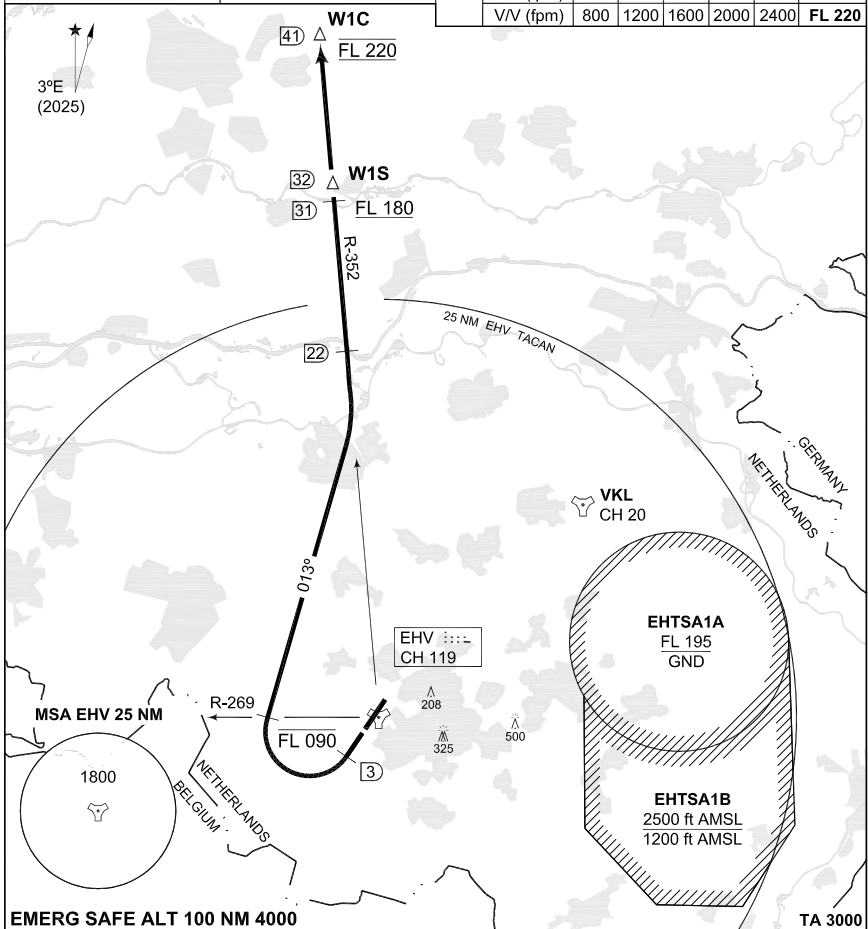 V/V (fpm) 800 1200 1600 2000 2400 FL 220
W1C
41
FL 220
3ºE
(2025)
W1S
32
31
FL 180
R-352
25 NM EHV TACAN
22
GERMANY
NETHERLANDS
VKL
CH 20
013º
EHTSA1A
FL 195
GND
EHV
CH 119
R-269
208
MSA EHV 25 NM
FL 090
325
500
3
1800
NETHERLANDS
BELGIUM
EHTSA1B
2500 ft AMSL
1200 ft AMSL
EMERG SAFE ALT 100 NM 4000
TA 3000